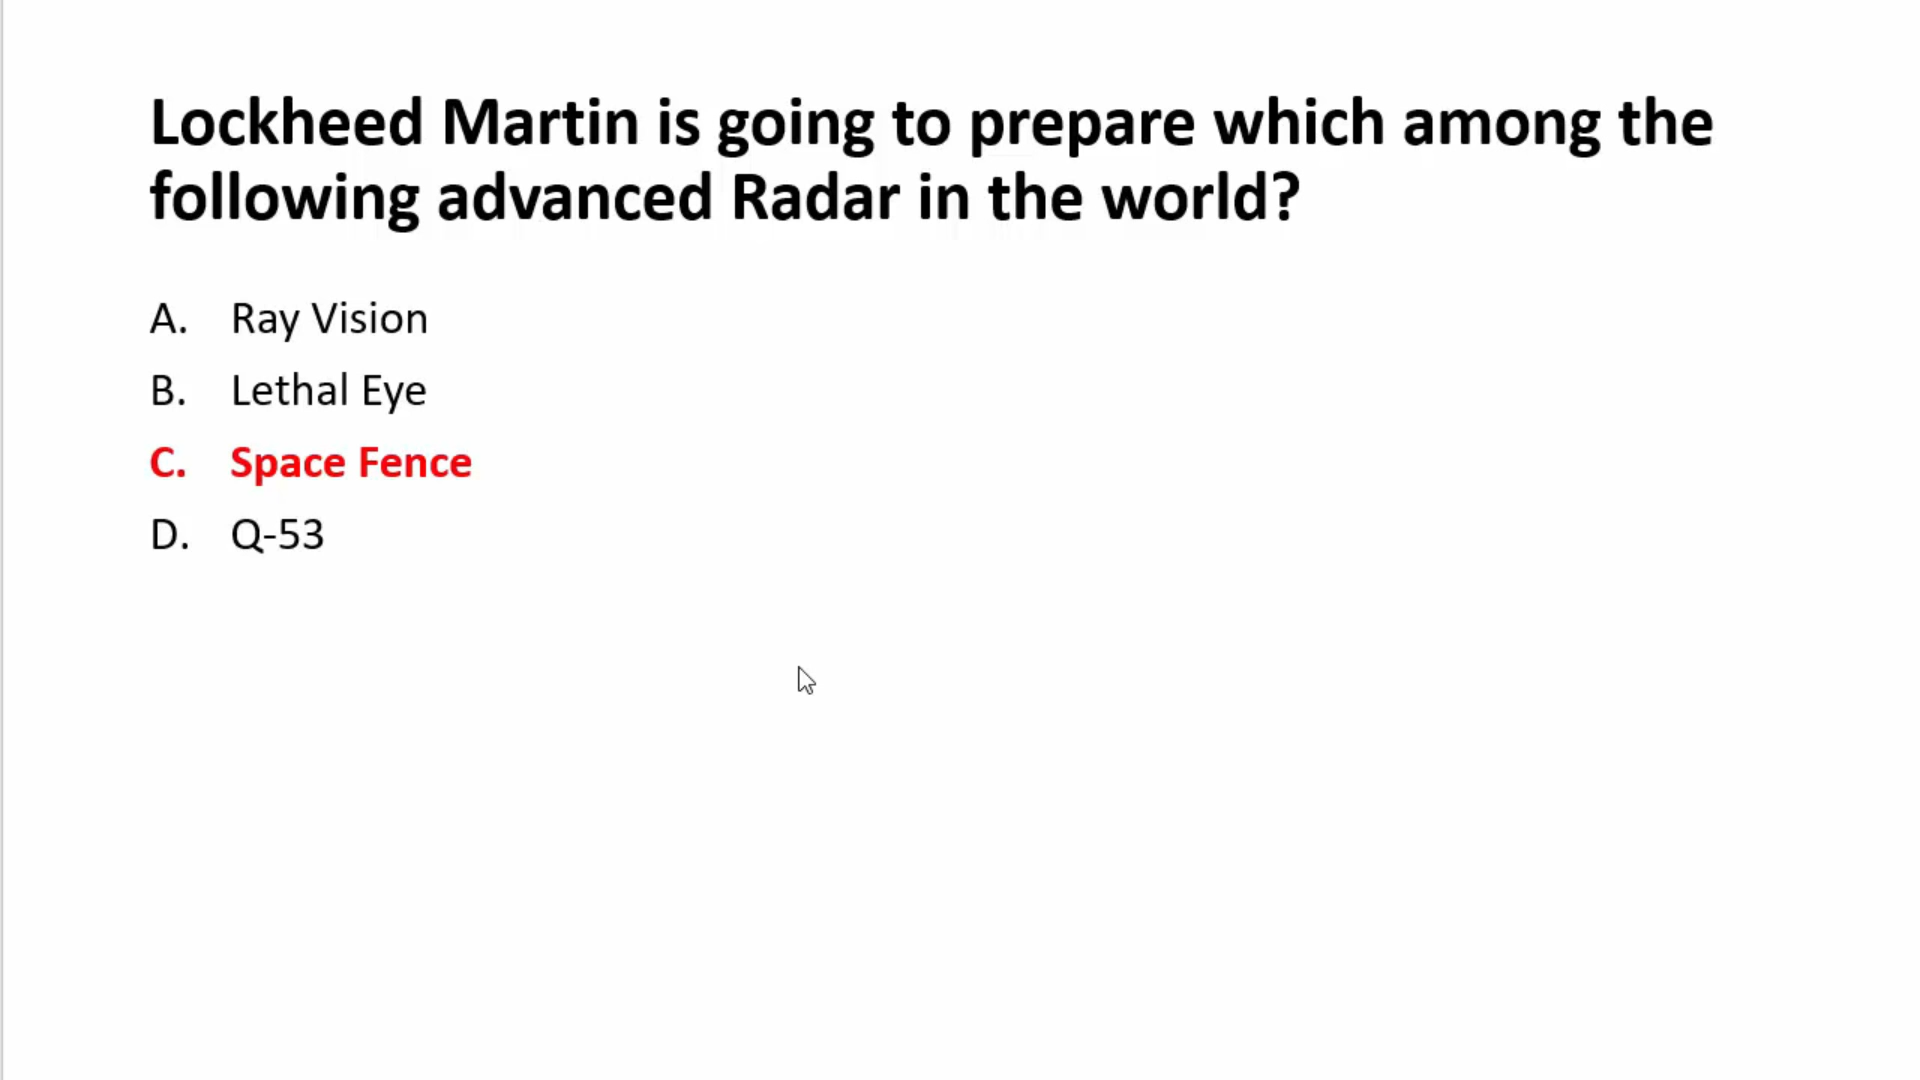 Lockheed Martin is going to prepare which among the
following advanced Radar in the world?
A. Ray Vision
B. Lethal Eye
C. Space Fence
D. Q-53